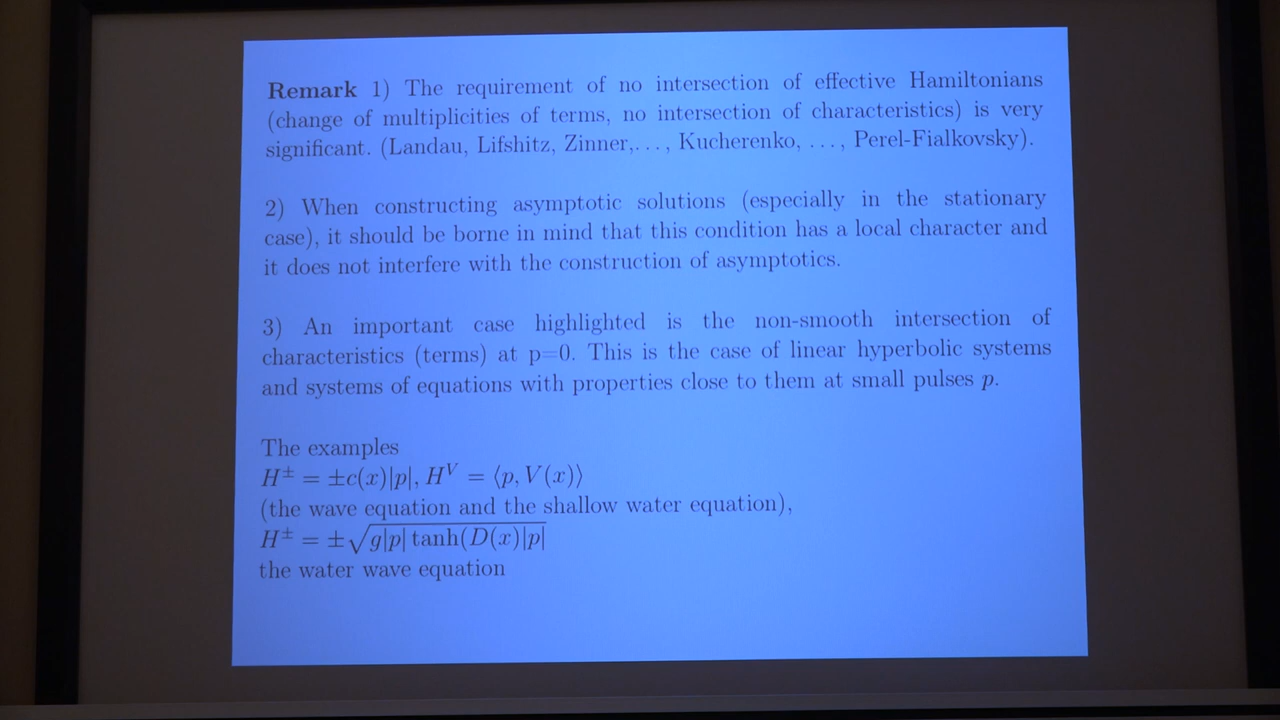 Remark 1) The requirement of no intersection of effective Hamiltonians
(change of multiplicities of terms, no intersection of characteristics) is very
significant. (Landau, Lifshitz, Zinner,..., Kucherenko, ..., Perel-Fialkovsky).
2) When constructing asymptotic solutions (especially in the stationary
case), it should be borne in mind that this condition has a local character and
it does not interfere with the construction of asymptotics.
3) An important case highlighted is the non-smooth intersection of
characteristics (terms) at p=0. This is the case of linear hyperbolic systems
and systems of equations with properties close to them at small pulses p.
The examples
H± = ±c(x)|p|, H^V = ⟨p, V(x)⟩
(the wave equation and the shallow water equation),
H± = ±√g|p| tanh(D(x)|p|
the water wave equation